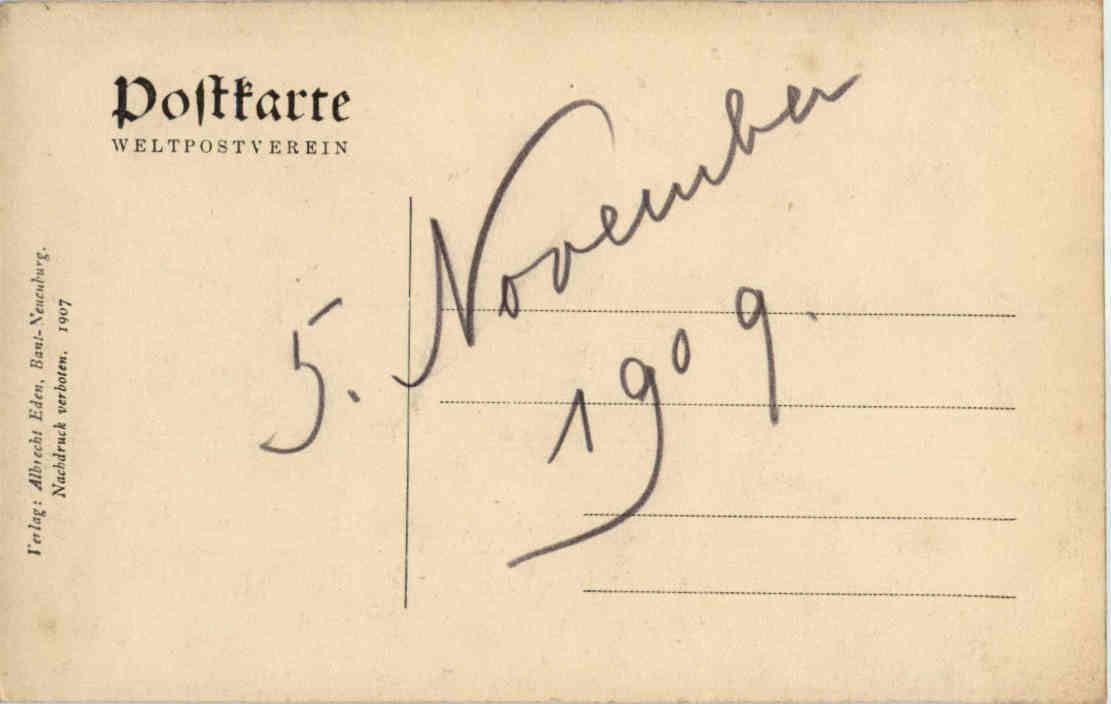 Poſtkarte
WELTPOSTVEREIN
5. November
1909.
Verlag: Albrecht Eden, Bant-Neuenburg.
Nachdruck verboten. 1907